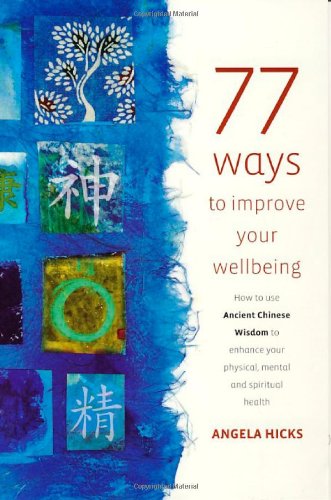 神
康
精
77
ways
to improve
your
wellbeing
How to use
Ancient Chinese
Wisdom to
enhance your
physical, mental
and spiritual
health
ANGELA HICKS